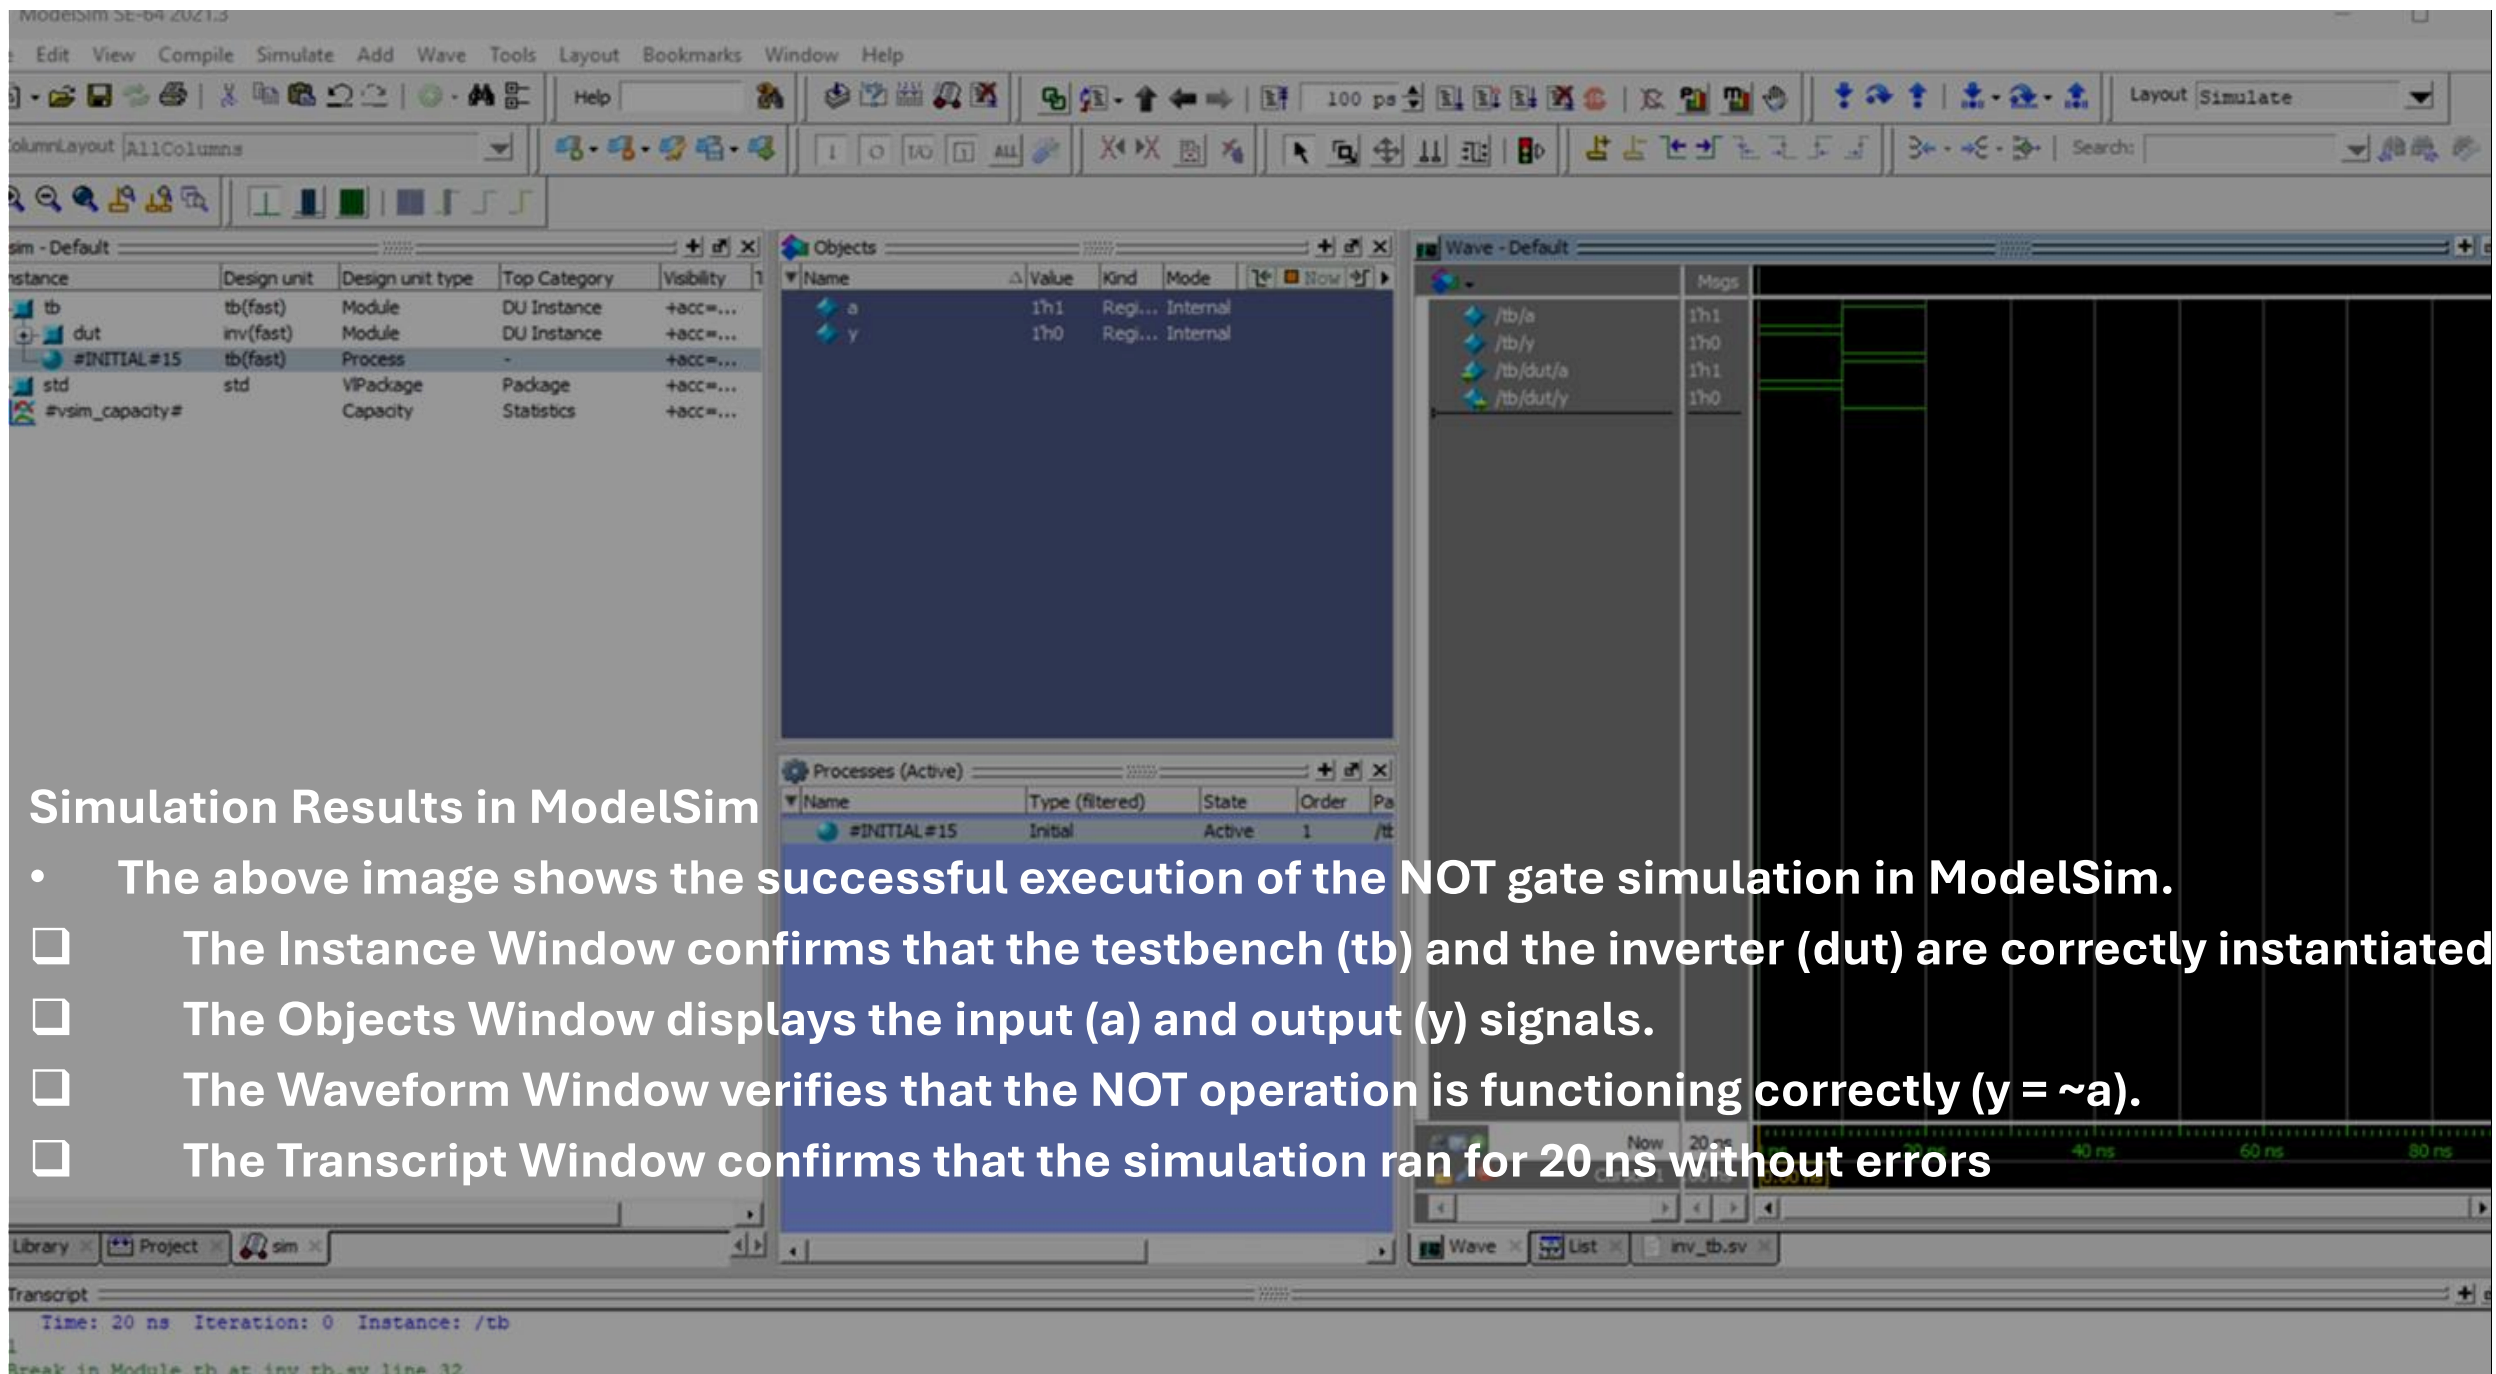 ModelSim SE-64 2021.3
Edit View Compile Simulate Add Wave Tools Layout Bookmarks Window Help
Help 100 ps Layout Simulate
ColumnLayout AllColumns I O I/O ALL Search:
sim - Default
Instance Design unit Design unit type Top Category Visibility
tb tb(fast) Module DU Instance +acc=...
dut inv(fast) Module DU Instance +acc=...
#INITIAL#15 tb(fast) Process - +acc=...
std std VlPackage Package +acc=...
#vsim_capacity# Capacity Statistics +acc=...
Objects
Name Value Kind Mode Now
a 1'h1 Regi... Internal
y 1'h0 Regi... Internal
Processes (Active)
Name Type (filtered) State Order Pa
#INITIAL#15 Initial Active 1 /tb
Wave - Default
Msgs
/tb/a 1'h1
/tb/y 1'h0
/tb/dut/a 1'h1
/tb/dut/y 1'h0
Now 20 ns
40 ns 60 ns 80 ns
Cursor 1
Simulation Results in ModelSim
• The above image shows the successful execution of the NOT gate simulation in ModelSim.
❑ The Instance Window confirms that the testbench (tb) and the inverter (dut) are correctly instantiated
❑ The Objects Window displays the input (a) and output (y) signals.
❑ The Waveform Window verifies that the NOT operation is functioning correctly (y = ~a).
❑ The Transcript Window confirms that the simulation ran for 20 ns without errors
Library Project sim
Wave List inv_tb.sv
Transcript
Time: 20 ns Iteration: 0 Instance: /tb
1
Break in Module tb at inv_tb.sv line 32